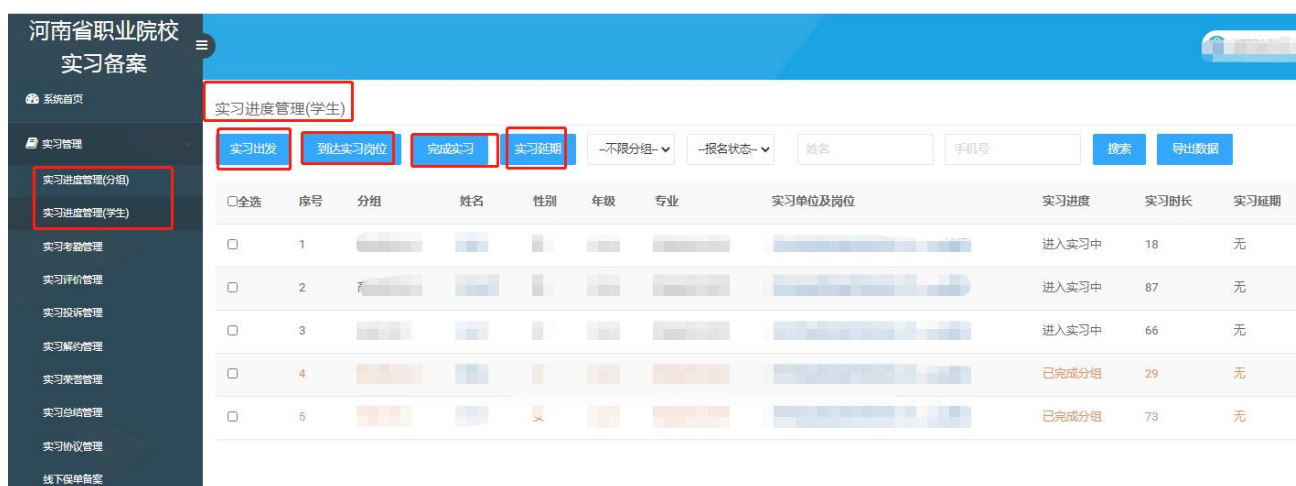 河南省职业院校
实习备案
系统首页
实习管理
实习进度管理(分组)
实习进度管理(学生)
实习考勤管理
实习评价管理
实习投诉管理
实习解约管理
实习荣誉管理
实习总结管理
实习协议管理
线下保单备案
实习进度管理(学生)
实习出发 到达实习岗位 完成实习 实习延期 --不限分组-- --报名状态-- 姓名 手机号 搜索 导出数据
全选 序号 分组 姓名 性别 年级 专业 实习单位及岗位 实习进度 实习时长 实习延期
1 进入实习中 18 无
2 进入实习中 87 无
3 进入实习中 66 无
4 已完成分组 29 无
5 已完成分组 73 无